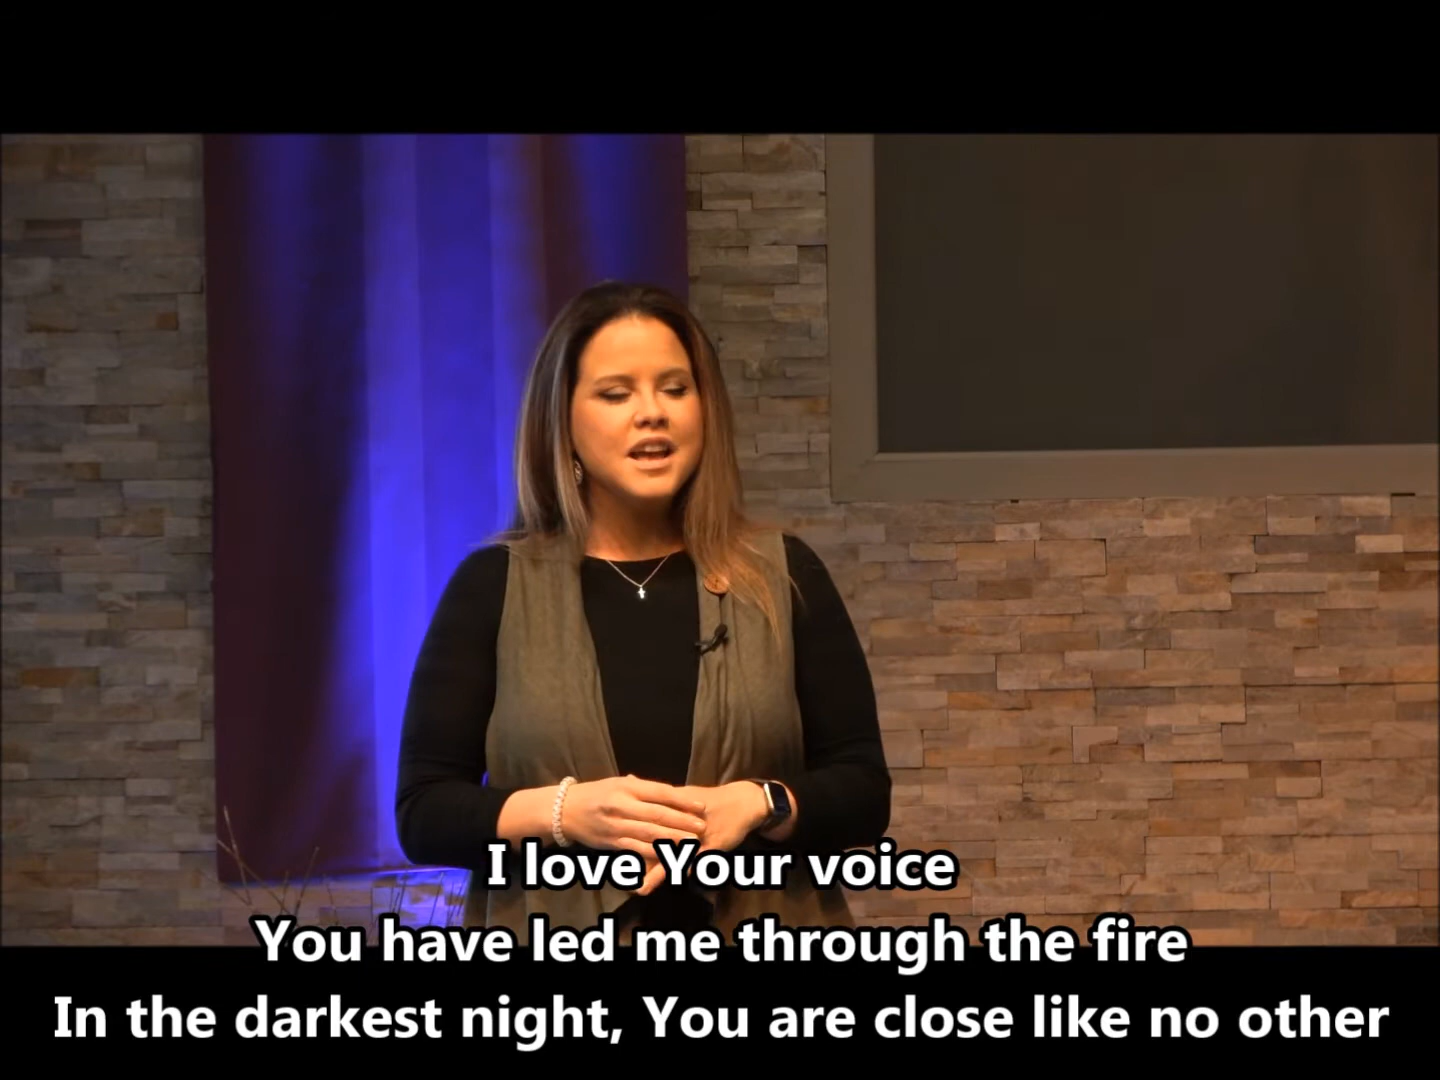 I love Your voice
You have led me through the fire
In the darkest night, You are close like no other